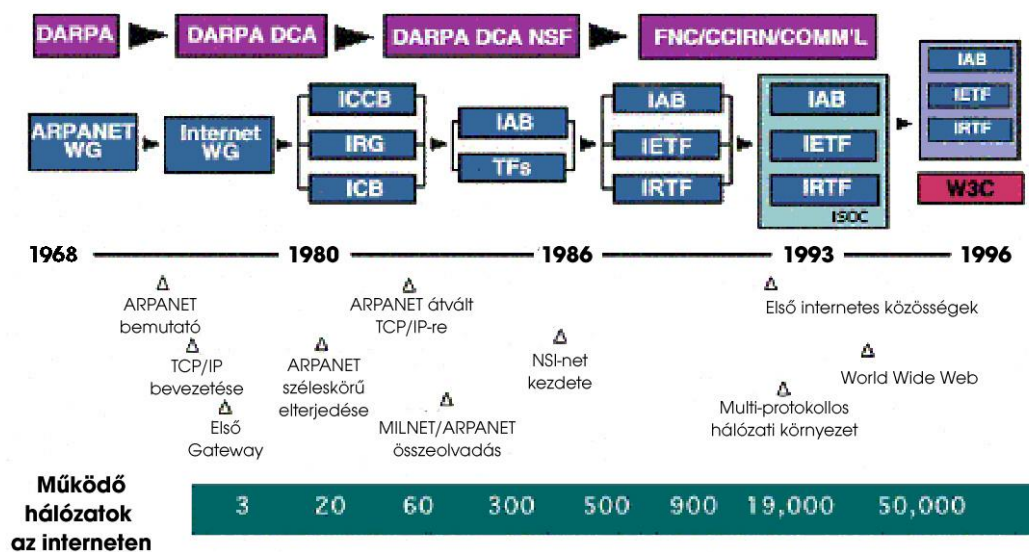 DARPA
DARPA DCA
DARPA DCA NSF
FNC/CCIRN/COMM'L
ARPANET
WG
Internet
WG
ICCB
IRG
ICB
IAB
TFs
IAB
IETF
IRTF
IAB
IETF
IRTF
ISOC
IAB
IETF
IRTF
W3C
1968
1980
1986
1993
1996
ARPANET
bemutató
TCP/IP
bevezetése
Első
Gateway
ARPANET
széleskörű
elterjedése
ARPANET átvált
TCP/IP-re
MILNET/ARPANET
összeolvadás
NSI-net
kezdete
Első internetes közösségek
Multi-protokollos
hálózati környezet
World Wide Web
Működő
hálózatok
az interneten
3 20 60 300 500 900 19,000 50,000